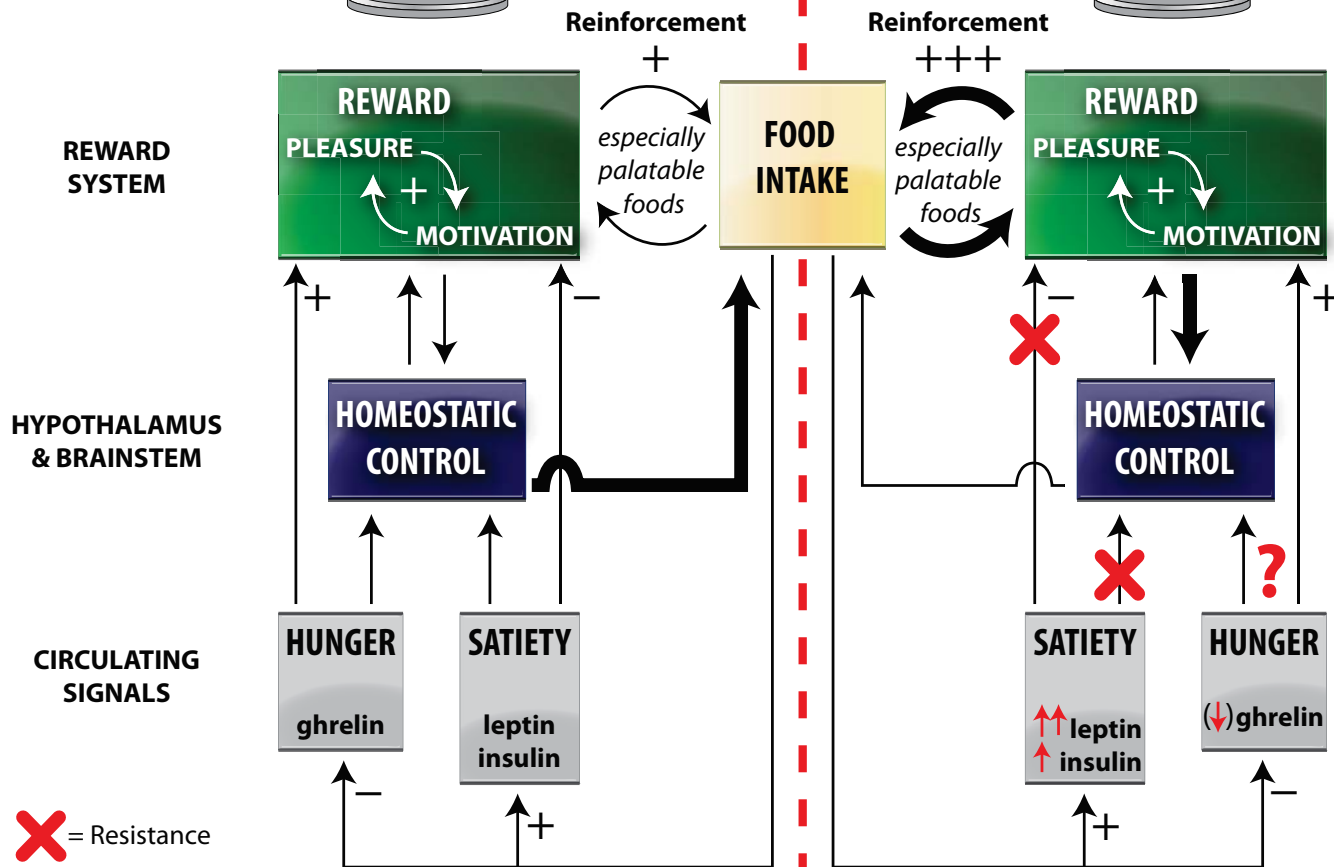 Reinforcement
+
Reinforcement
+++
REWARD
SYSTEM
REWARD
PLEASURE
+
MOTIVATION
especially
palatable
foods
FOOD
INTAKE
especially
palatable
foods
REWARD
PLEASURE
+
MOTIVATION
+
−
−
+
HYPOTHALAMUS
& BRAINSTEM
HOMEOSTATIC
CONTROL
HOMEOSTATIC
CONTROL
?
CIRCULATING
SIGNALS
HUNGER
ghrelin
SATIETY
leptin
insulin
SATIETY
↑↑ leptin
↑ insulin
HUNGER
(↓) ghrelin
−
+
+
−
= Resistance